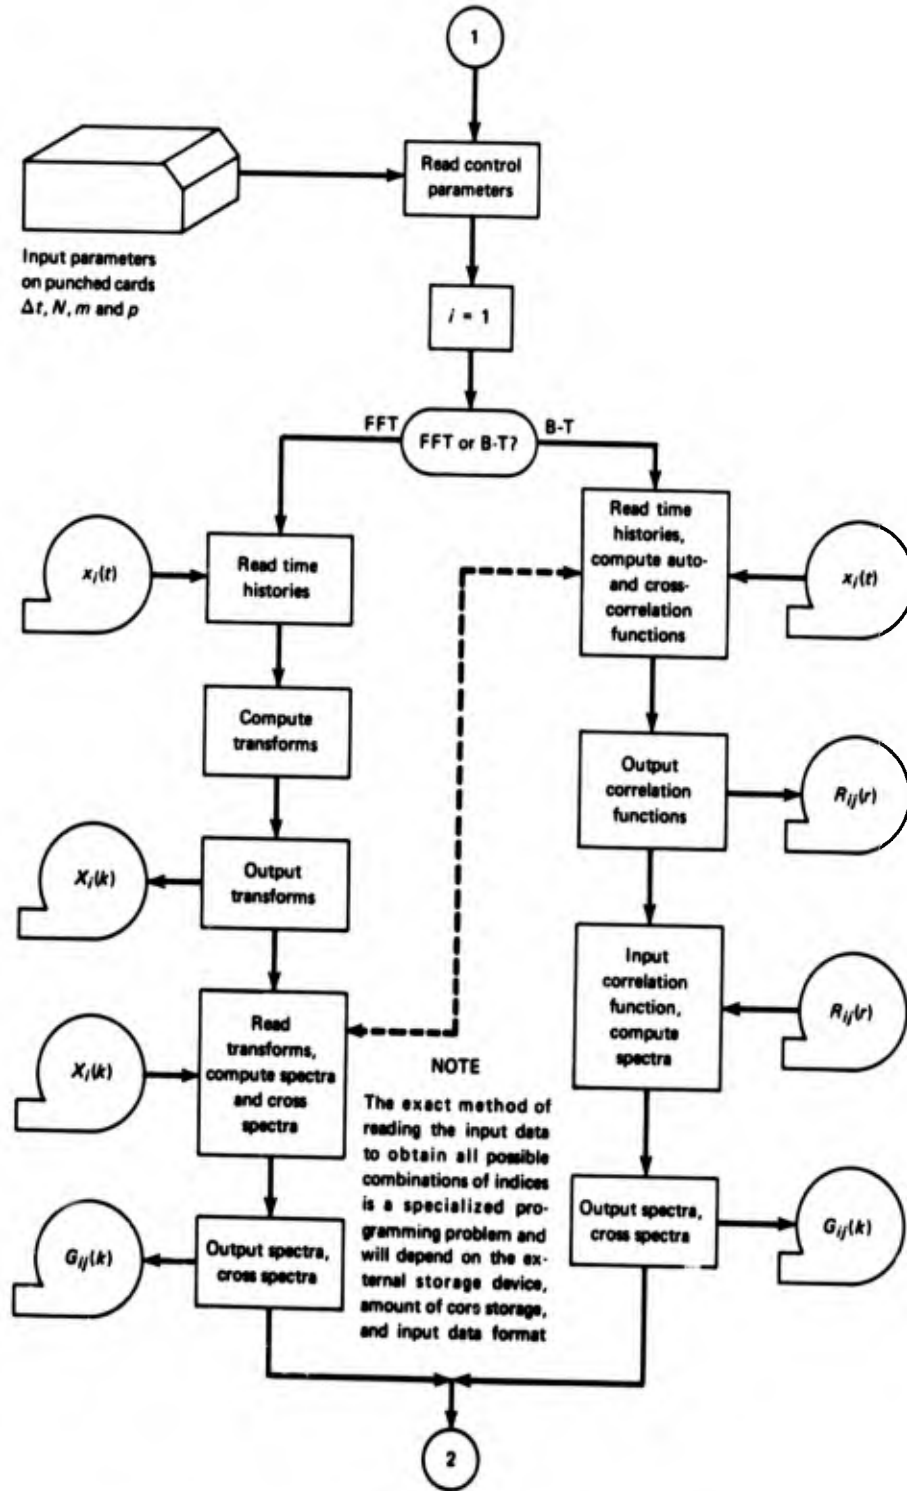 1
Read control
parameters
Input parameters
on punched cards
Δt, N, m and p
i = 1
FFT
FFT or B-T?
B-T
x_i(t)
Read time
histories
Read time
histories,
compute auto-
and cross-
correlation
functions
x_i(t)
Compute
transforms
Output
correlation
functions
R_ij(r)
X_i(k)
Output
transforms
Input
correlation
function,
compute
spectra
R_ij(r)
X_i(k)
Read
transforms,
compute spectra
and cross
spectra
NOTE
The exact method of
reading the input data
to obtain all possible
combinations of indices
is a specialized pro-
gramming problem and
will depend on the ex-
ternal storage device,
amount of cors storage,
and input data format
G_ij(k)
Output spectra,
cross spectra
Output spectra,
cross spectra
G_ij(k)
2